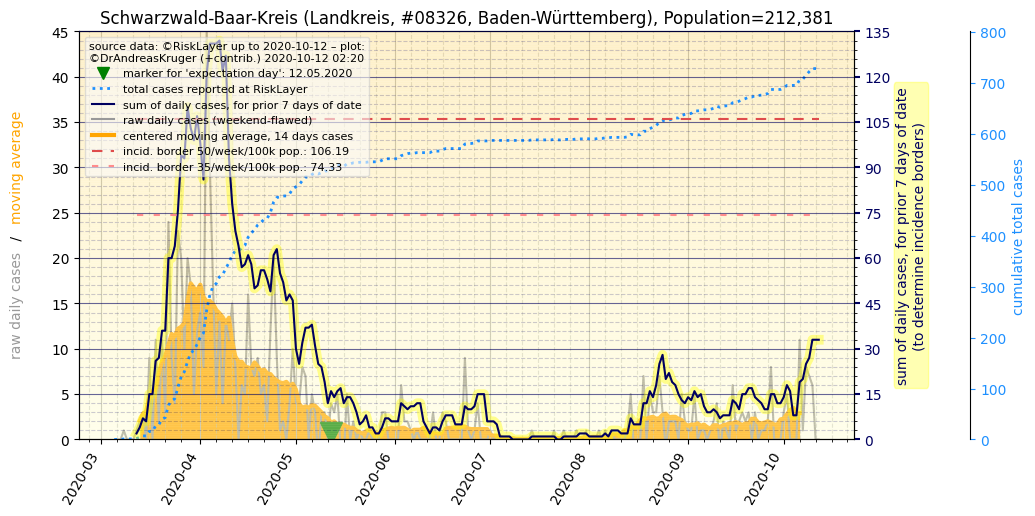 Schwarzwald-Baar-Kreis (Landkreis, #08326, Baden-Württemberg), Population=212,381
source data: ©RiskLayer up to 2020-10-12 – plot:
©DrAndreasKruger (+contrib.) 2020-10-12 02:20
marker for 'expectation day': 12.05.2020
total cases reported at RiskLayer
sum of daily cases, for prior 7 days of date
raw daily cases (weekend-flawed)
centered moving average, 14 days cases
incid. border 50/week/100k pop.: 106.19
incid. border 35/week/100k pop.: 74.33
raw daily cases / moving average
45
40
35
30
25
20
15
10
5
0
135
120
105
90
75
60
45
30
15
0
sum of daily cases, for prior 7 days of date
(to determine incidence borders)
800
700
600
500
400
300
200
100
0
cumulative total cases
2020-03
2020-04
2020-05
2020-06
2020-07
2020-08
2020-09
2020-10